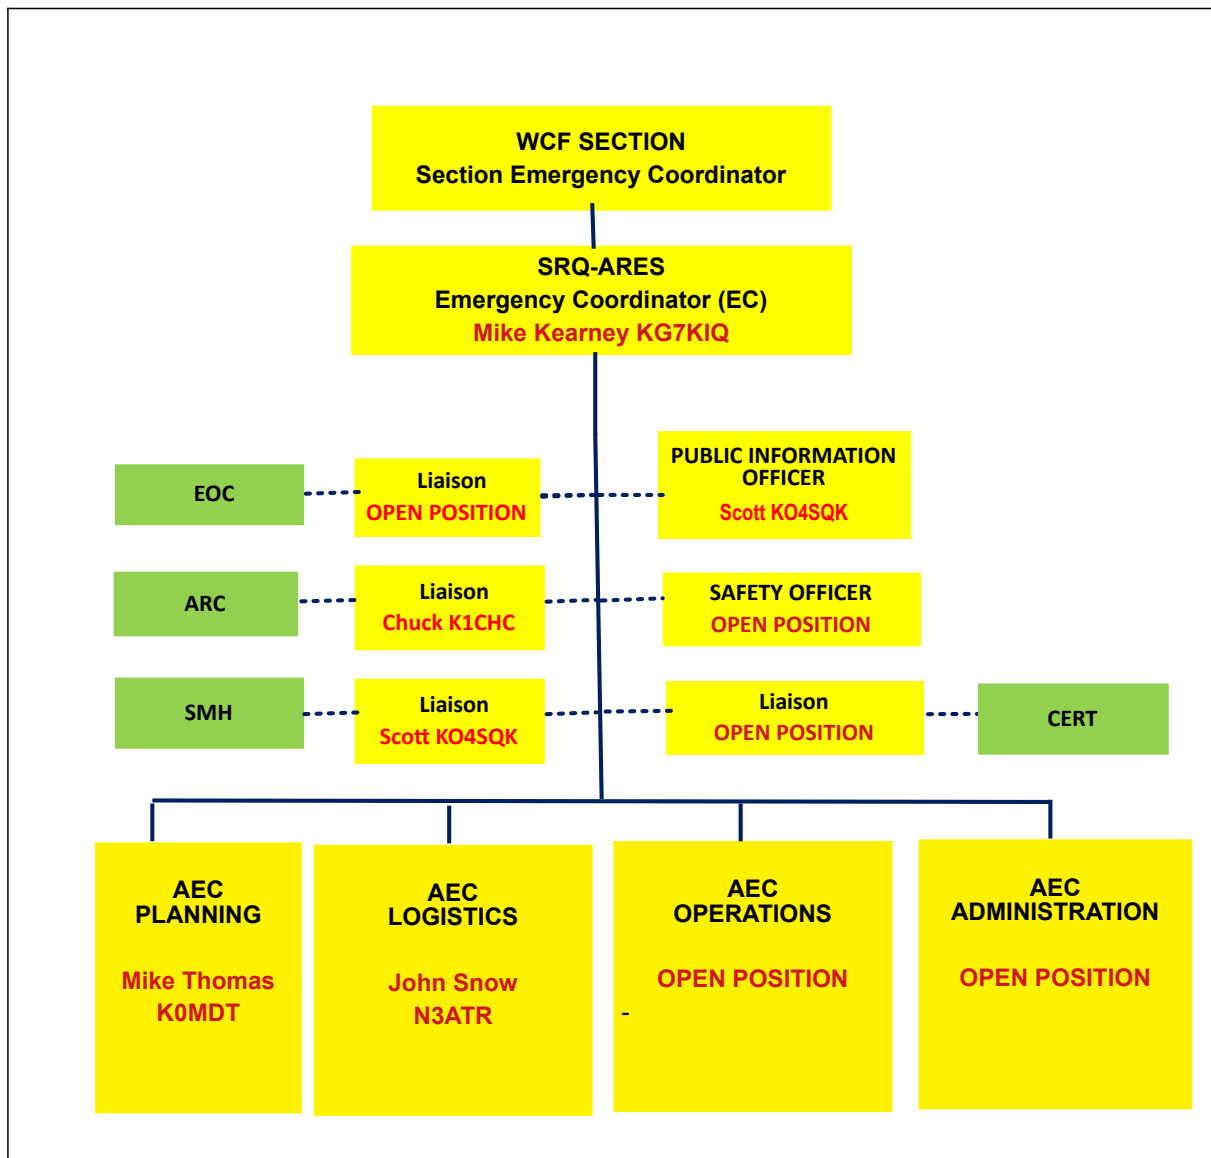 WCF SECTION
Section Emergency Coordinator
SRQ-ARES
Emergency Coordinator (EC)
Mike Kearney KG7KIQ
EOC
Liaison
OPEN POSITION
PUBLIC INFORMATION
OFFICER
Scott KO4SQK
ARC
Liaison
Chuck K1CHC
SAFETY OFFICER
OPEN POSITION
SMH
Liaison
Scott KO4SQK
Liaison
OPEN POSITION
CERT
AEC
PLANNING
Mike Thomas
K0MDT
AEC
LOGISTICS
John Snow
N3ATR
AEC
OPERATIONS
OPEN POSITION
-
AEC
ADMINISTRATION
OPEN POSITION